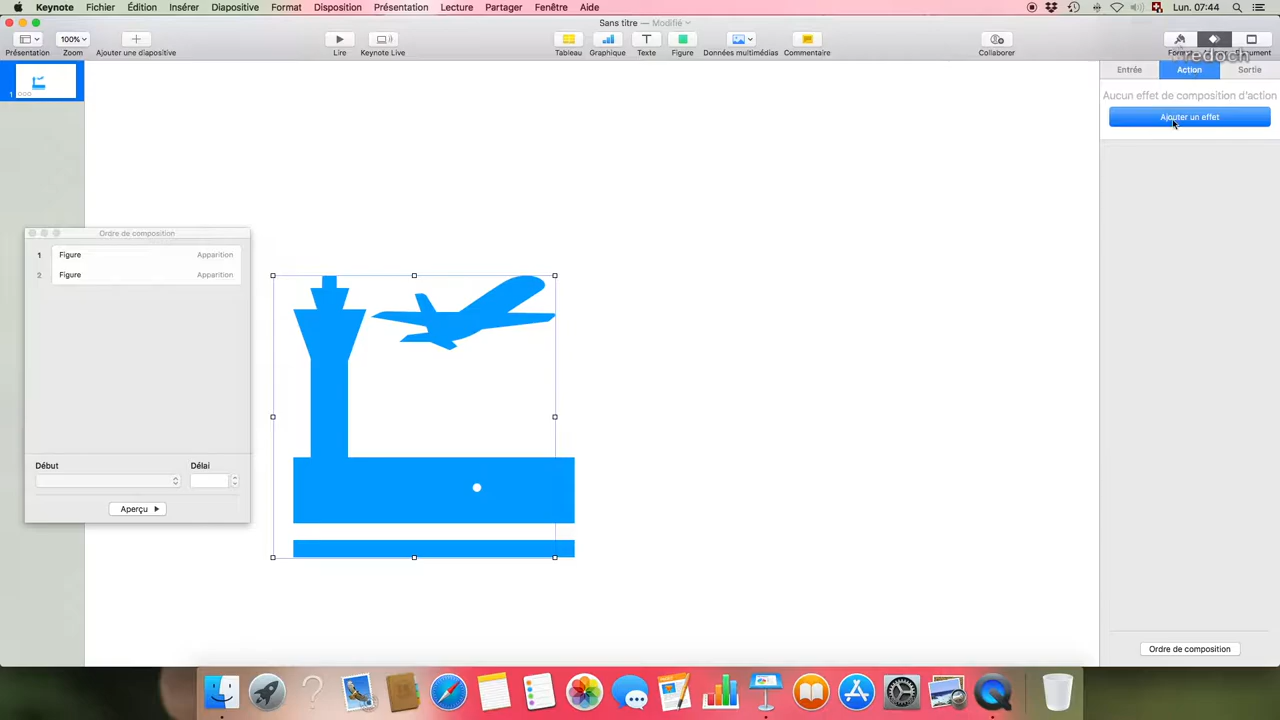 Keynote Fichier Édition Insérer Diapositive Format Disposition Présentation Lecture Partager Fenêtre Aide Lun. 07:44
Sans titre — Modifié
100%
Présentation Zoom Ajouter une diapositive Lire Keynote Live Tableau Graphique Texte Figure Données multimédias Commentaire Collaborer
redoch
Entrée Action Sortie
1
Aucun effet de composition d'action
Ajouter un effet
Ordre de composition
1 Figure Apparition
2 Figure Apparition
Début Délai
Aperçu
Ordre de composition